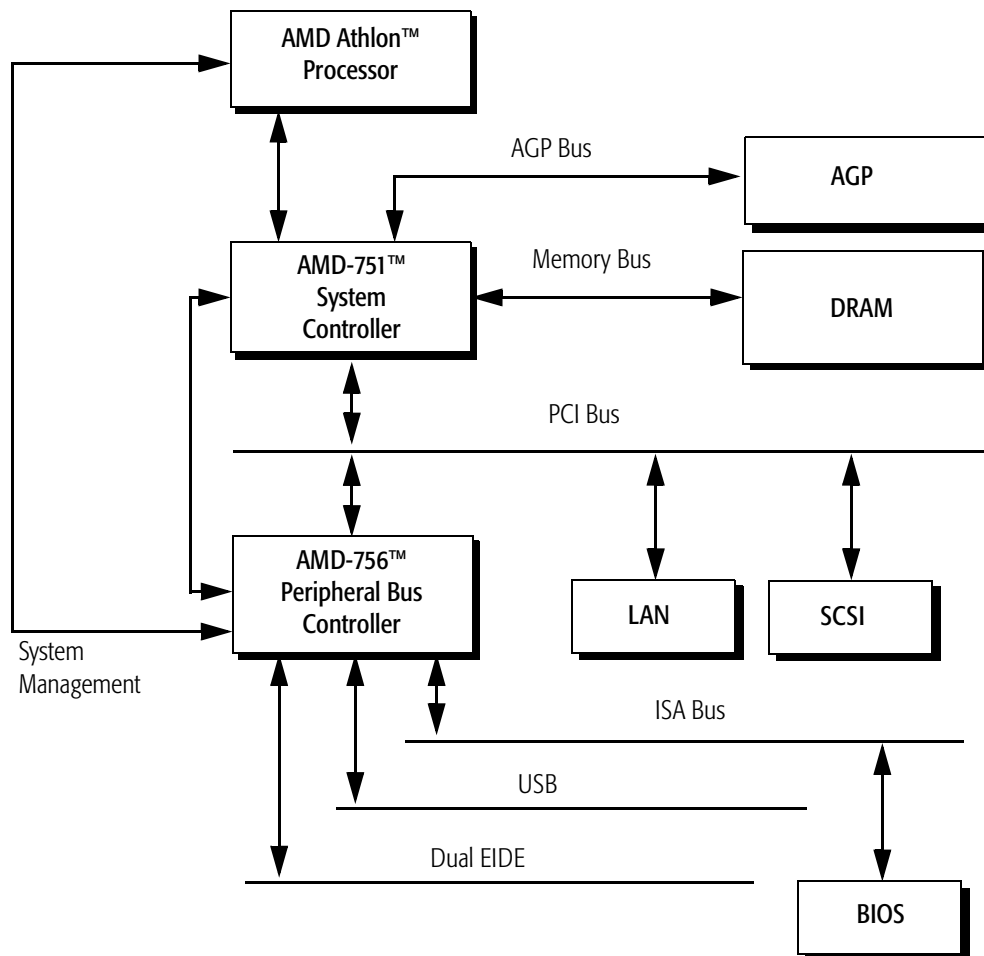 AMD Athlon™
Processor
AGP Bus
AGP
AMD-751™
System
Controller
Memory Bus
DRAM
PCI Bus
AMD-756™
Peripheral Bus
Controller
LAN
SCSI
System
Management
ISA Bus
USB
Dual EIDE
BIOS